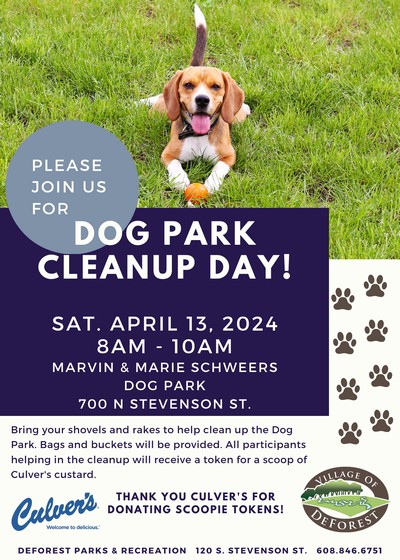 PLEASE
JOIN US
FOR
DOG PARK
CLEANUP DAY!
SAT. APRIL 13, 2024
8AM - 10AM
MARVIN & MARIE SCHWEERS
DOG PARK
700 N STEVENSON ST.
Bring your shovels and rakes to help clean up the Dog
Park. Bags and buckets will be provided. All participants
helping in the cleanup will receive a token for a scoop of
Culver's custard.
Culver's
Welcome to delicious.
THANK YOU CULVER'S FOR
DONATING SCOOPIE TOKENS!
VILLAGE OF
DEFOREST
DEFOREST PARKS & RECREATION 120 S. STEVENSON ST. 608.846.6751